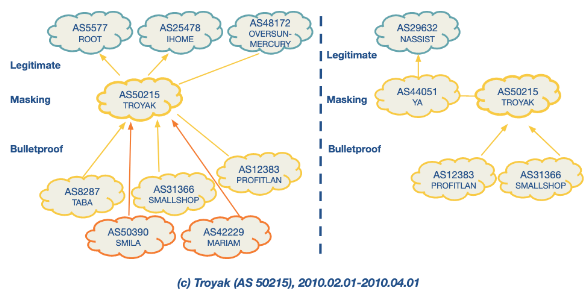 AS5577
ROOT
AS25478
IHOME
AS48172
OVERSUN-
MERCURY
Legitimate
Masking
AS50215
TROYAK
Bulletproof
AS12383
PROFITLAN
AS8287
TABA
AS31366
SMALLSHOP
AS50390
SMILA
AS42229
MARIAM
AS29632
NASSIST
Legitimate
Masking
AS44051
YA
AS50215
TROYAK
Bulletproof
AS12383
PROFITLAN
AS31366
SMALLSHOP
(c) Troyak (AS 50215), 2010.02.01-2010.04.01